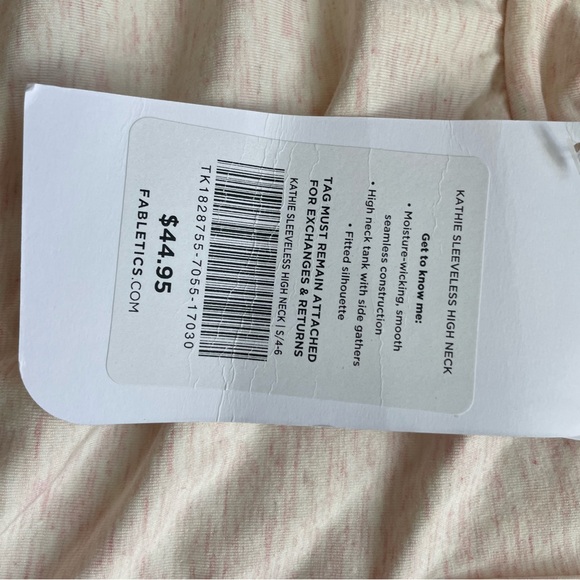 KATHIE SLEEVELESS HIGH NECK
Get to know me:
• Moisture-wicking, smooth
seamless construction
• High neck tank with side gathers
• Fitted silhouette
TAG MUST REMAIN ATTACHED
FOR EXCHANGES & RETURNS
KATHIE SLEEVELESS HIGH NECK | S/4-6
TK1828755-7055-17030
$44.95
FABLETICS.COM